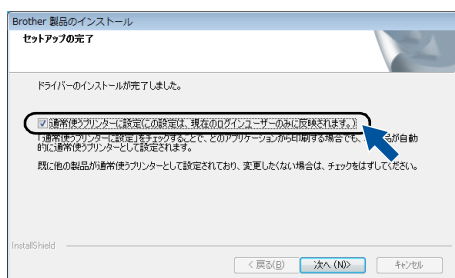 Brother 製品のインストール
セットアップの完了
ドライバーのインストールが完了しました。
通常使うプリンターに設定(この設定は、現在のログインユーザーのみに反映されます。)
「通常使うプリンターに設定」をチェックすることで、どのアプリケーションから印刷する場合でも、 品が自動
的に通常使うプリンターとして設定されます。
既に他の製品が通常使うプリンターとして設定されており、変更したくない場合は、チェックをはずしてください。
InstallShield
< 戻る(B)
次へ (N)>
キャンセル